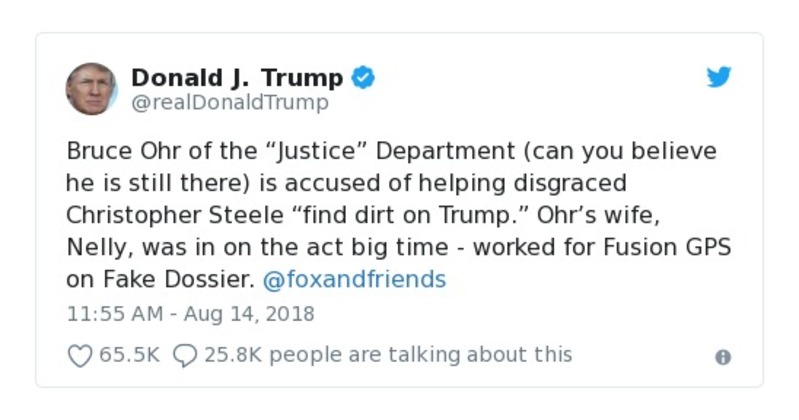 Donald J. Trump
@realDonaldTrump
Bruce Ohr of the “Justice” Department (can you believe
he is still there) is accused of helping disgraced
Christopher Steele “find dirt on Trump.” Ohr’s wife,
Nelly, was in on the act big time - worked for Fusion GPS
on Fake Dossier. @foxandfriends
11:55 AM - Aug 14, 2018
65.5K 25.8K people are talking about this